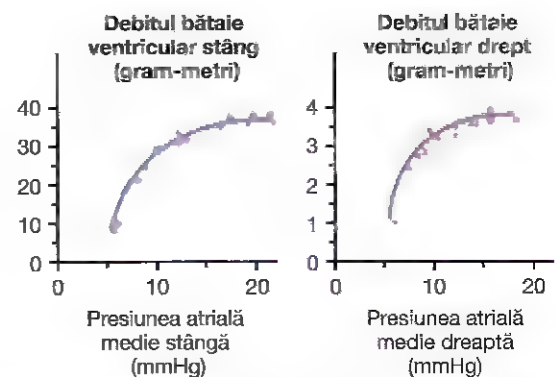 Debitul bătaie
ventricular stâng
(gram-metri)
40
30
20
10
0
0 10 20
Presiunea atrială
medie stângă
(mmHg)
Debitul bătaie
ventricular drept
(gram-metri)
4
3
2
1
0
0 10 20
Presiunea atrială
medie dreaptă
(mmHg)